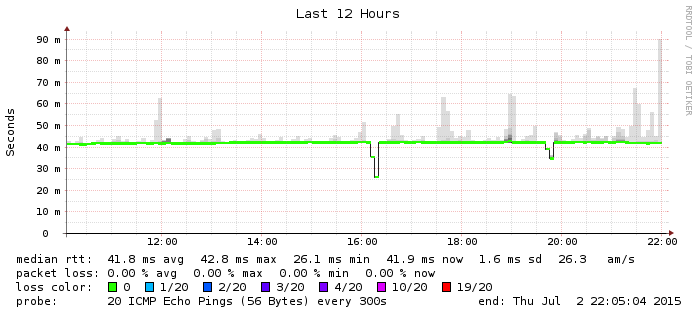 Last 12 Hours
RRDTOOL / TOBI OETIKER
Seconds
90 m
80 m
70 m
60 m
50 m
40 m
30 m
20 m
10 m
0
12:00 14:00 16:00 18:00 20:00 22:00
median rtt: 41.8 ms avg 42.8 ms max 26.1 ms min 41.9 ms now 1.6 ms sd 26.3 am/s
packet loss: 0.00 % avg 0.00 % max 0.00 % min 0.00 % now
loss color: 0 1/20 2/20 3/20 4/20 10/20 19/20
probe: 20 ICMP Echo Pings (56 Bytes) every 300s end: Thu Jul 2 22:05:04 2015